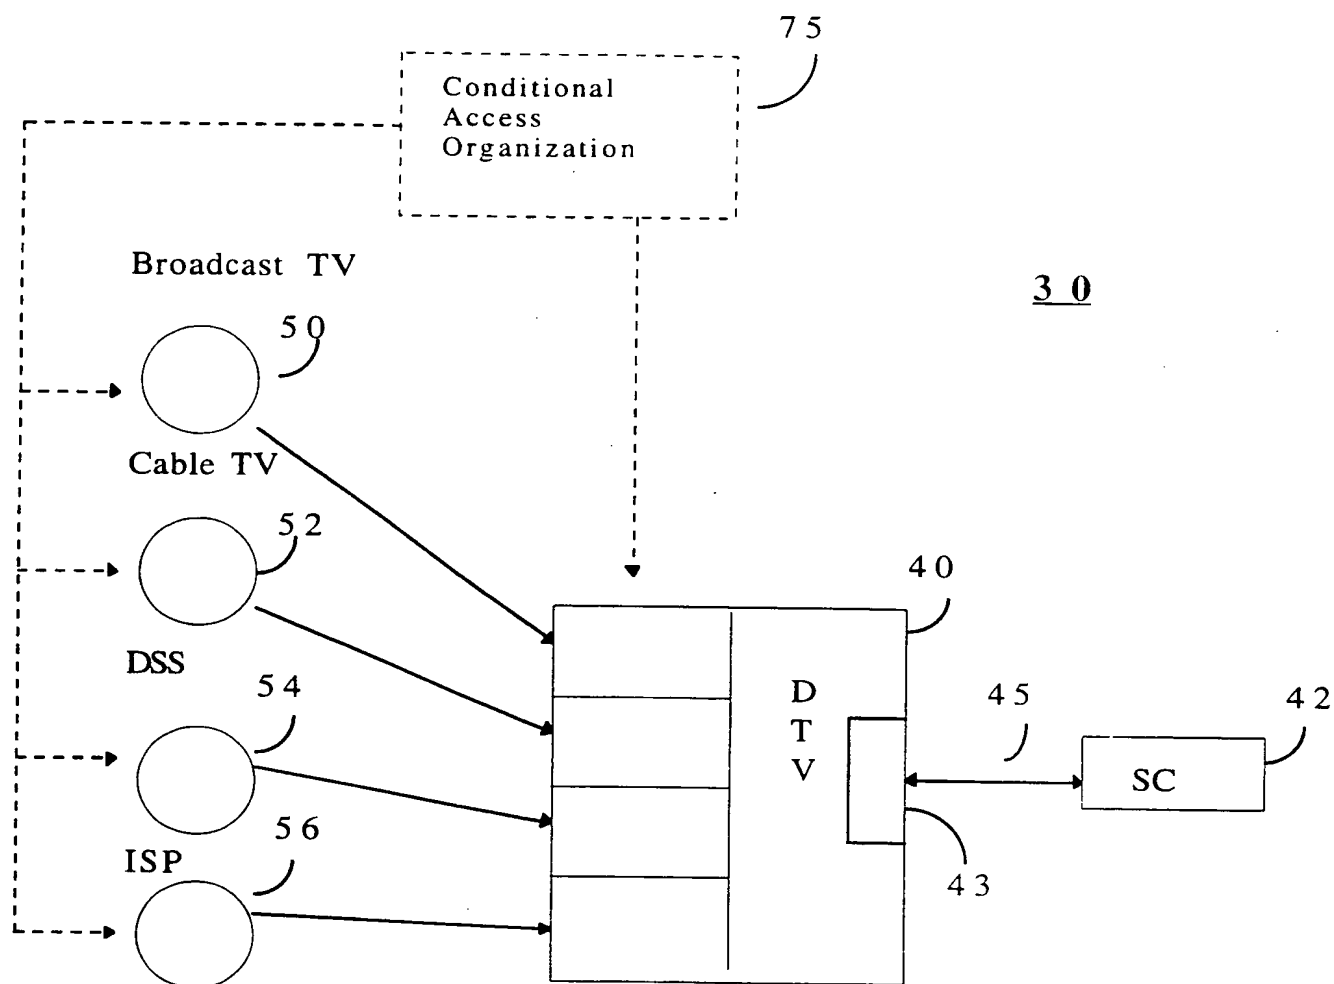 75
Conditional
Access
Organization
Broadcast TV
30
50
Cable TV
52
40
DSS
54
D
T
V
45
42
SC
56
ISP
43